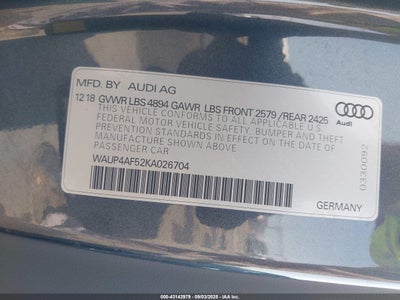 MFD. BY AUDI AG
12 18 GVWR LBS 4894 GAWR LBS FRONT 2579 /REAR 2425
THIS VEHICLE CONFORMS TO ALL APPLICABLE U.S.
FEDERAL MOTOR VEHICLE SAFETY, BUMPER AND THEFT
PREVENTION STANDARDS IN EFFECT ON THE DATE OF
MANUFACTURE SHOWN ABOVE.
PASSENGER CAR
WAUP4AF52KA026704
Audi
0330092
GERMANY
000-43142979 - 09/03/2025 - IAAI.COM